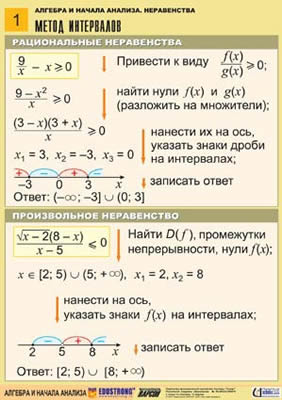 АЛГЕБРА И НАЧАЛА АНАЛИЗА. НЕРАВЕНСТВА
1 МЕТОД ИНТЕРВАЛОВ
РАЦИОНАЛЬНЫЕ НЕРАВЕНСТВА
9/x − x ⩾ 0 Привести к виду f(x)/g(x) ⩾ 0;
(9 − x²)/x ⩾ 0 найти нули f(x) и g(x)
(разложить на множители);
(3 − x)(3 + x)/x ⩾ 0
нанести их на ось,
x₁ = 3, x₂ = −3, x₃ = 0 указать знаки дроби
на интервалах;
+ − + −
−3 0 3 записать ответ
Ответ: (−∞; −3] ∪ (0; 3]
ПРОИЗВОЛЬНОЕ НЕРАВЕНСТВО
√x−2(8−x)/(x − 5) ⩽ 0 Найти D(f), промежутки
непрерывности, нули f(x);
x ∈ [2; 5) ∪ (5; +∞), x₁ = 2, x₂ = 8
нанести на ось,
указать знаки f(x) на интервалах;
− + −
2 5 8 записать ответ
Ответ: [2; 5) ∪ [8; +∞)
АЛГЕБРА И НАЧАЛА АНАЛИЗА EDUSTRONG